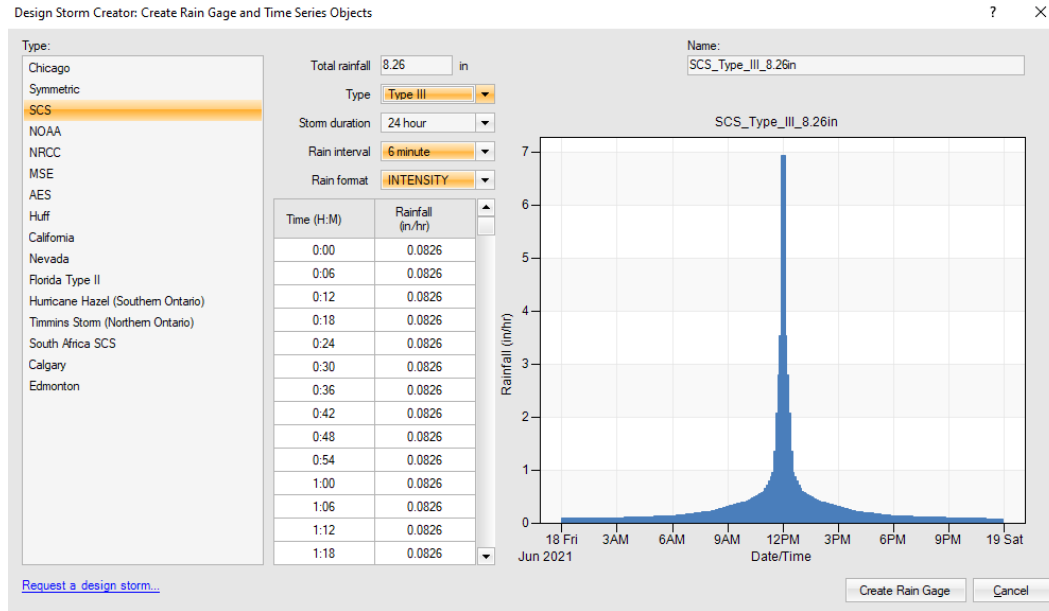 Design Storm Creator: Create Rain Gage and Time Series Objects
?
X
Type:
Chicago
Symmetric
SCS
NOAA
NRCC
MSE
AES
Huff
California
Nevada
Florida Type II
Hurricane Hazel (Southern Ontario)
Timmins Storm (Northern Ontario)
South Africa SCS
Calgary
Edmonton
Request a design storm...
Total rainfall 8.26 in
Type Type III
Storm duration 24 hour
Rain interval 6 minute
Rain format INTENSITY
Time (H:M) Rainfall (in/hr)
0:00 0.0826
0:06 0.0826
0:12 0.0826
0:18 0.0826
0:24 0.0826
0:30 0.0826
0:36 0.0826
0:42 0.0826
0:48 0.0826
0:54 0.0826
1:00 0.0826
1:06 0.0826
1:12 0.0826
1:18 0.0826
Name:
SCS_Type_III_8.26in
SCS_Type_III_8.26in
Rainfall (in/hr)
7
6
5
4
3
2
1
0
18 Fri 3AM 6AM 9AM 12PM 3PM 6PM 9PM 19 Sat
Jun 2021 Date/Time
Create Rain Gage Cancel